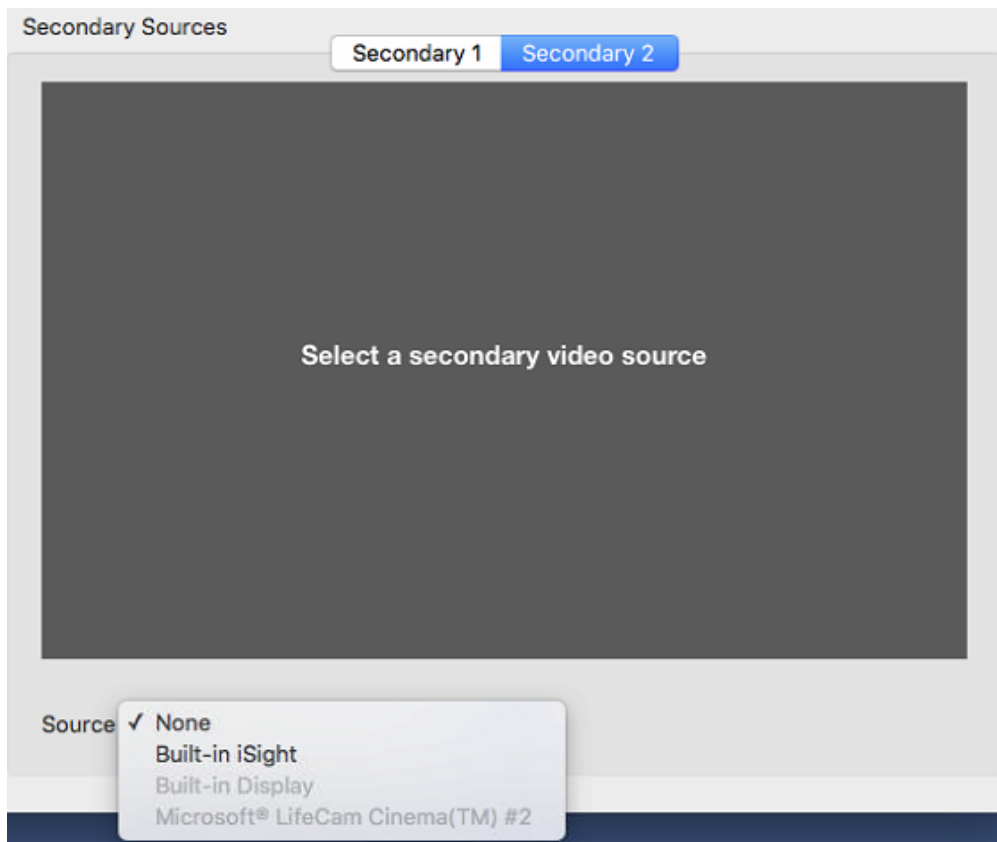 Secondary Sources
Secondary 1 Secondary 2
Select a secondary video source
Source ✓ None
Built-in iSight
Built-in Display
Microsoft® LifeCam Cinema(TM) #2